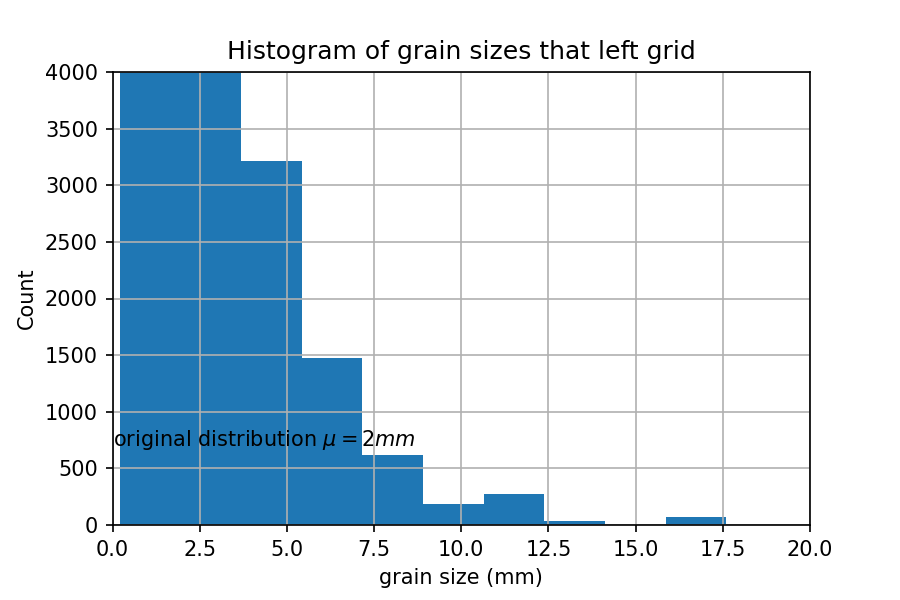 Histogram of grain sizes that left grid
4000
3500
3000
2500
2000
1500
1000
500
0
Count
original distribution μ = 2mm
0.0 2.5 5.0 7.5 10.0 12.5 15.0 17.5 20.0
grain size (mm)